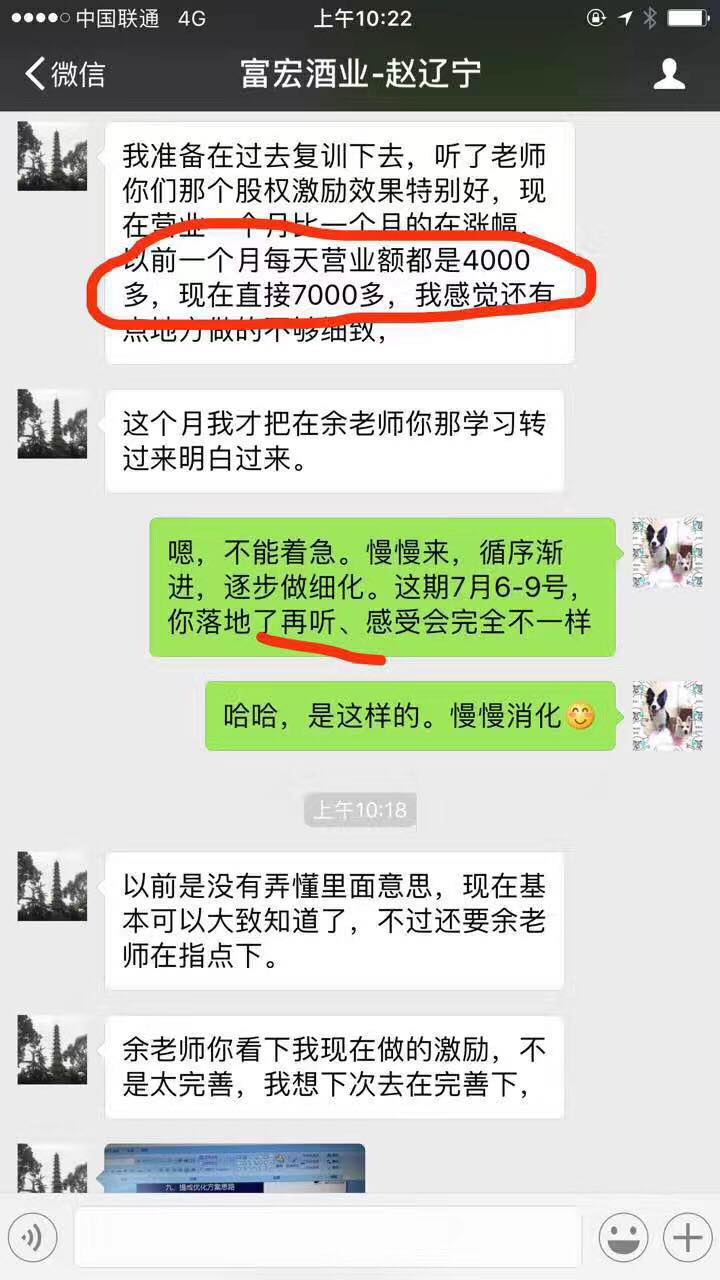 中国联通 4G 上午10:22
微信 富宏酒业-赵辽宁
我准备在过去复训下去，听了老师
你们那个股权激励效果特别好，现
在营业一个月比一个月的在涨幅，
以前一个月每天营业额都是4000
多，现在直接7000多，我感觉还有
点地方做的不够细致，
这个月我才把在余老师你那学习转
过来明白过来。
嗯，不能着急。慢慢来，循序渐
进，逐步做细化。这期7月6-9号，
你落地了再听、感受会完全不一样
哈哈，是这样的。慢慢消化😊
上午10:18
以前是没有弄懂里面意思，现在基
本可以大致知道了，不过还要余老
师在指点下。
余老师你看下我现在做的激励，不
是太完善，我想下次去在完善下，
九、提成优化方案思路